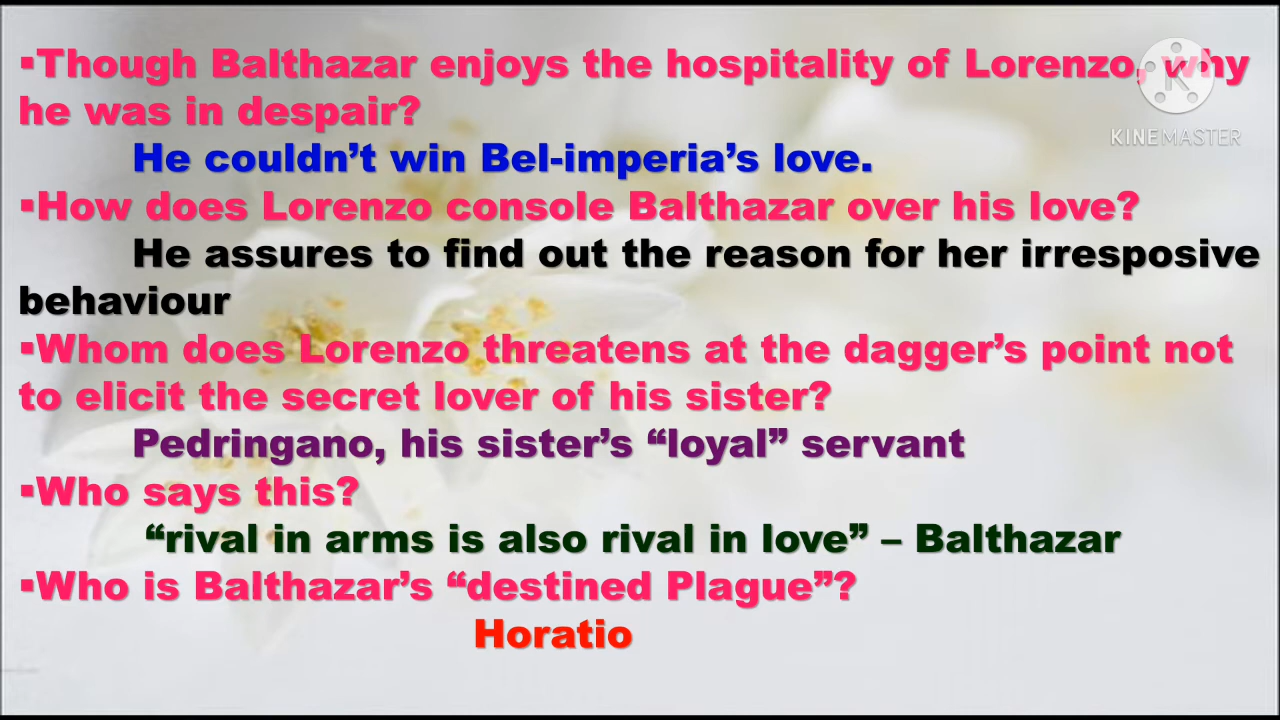 ▪Though Balthazar enjoys the hospitality of Lorenzo, why
he was in despair?
He couldn’t win Bel-imperia’s love.
▪How does Lorenzo console Balthazar over his love?
He assures to find out the reason for her irresposive
behaviour
▪Whom does Lorenzo threatens at the dagger’s point not
to elicit the secret lover of his sister?
Pedringano, his sister’s “loyal” servant
▪Who says this?
“rival in arms is also rival in love” – Balthazar
▪Who is Balthazar’s “destined Plague”?
Horatio
K
KINEMASTER